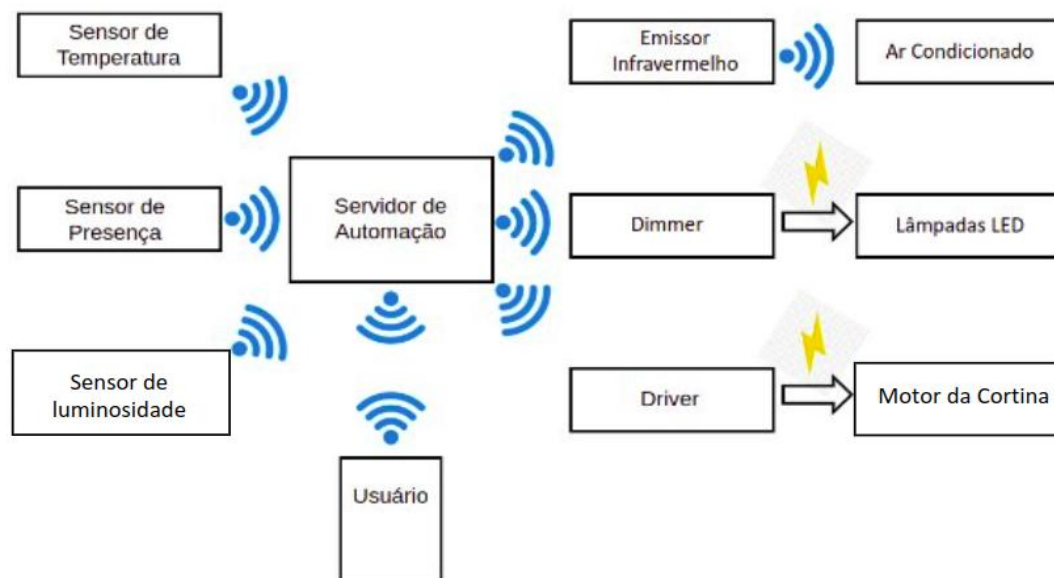 Sensor de
Temperatura
Emissor
Infravermelho
Ar Condicionado
Sensor de
Presença
Servidor de
Automação
Dimmer
Lâmpadas LED
Sensor de
luminosidade
Driver
Motor da Cortina
Usuário